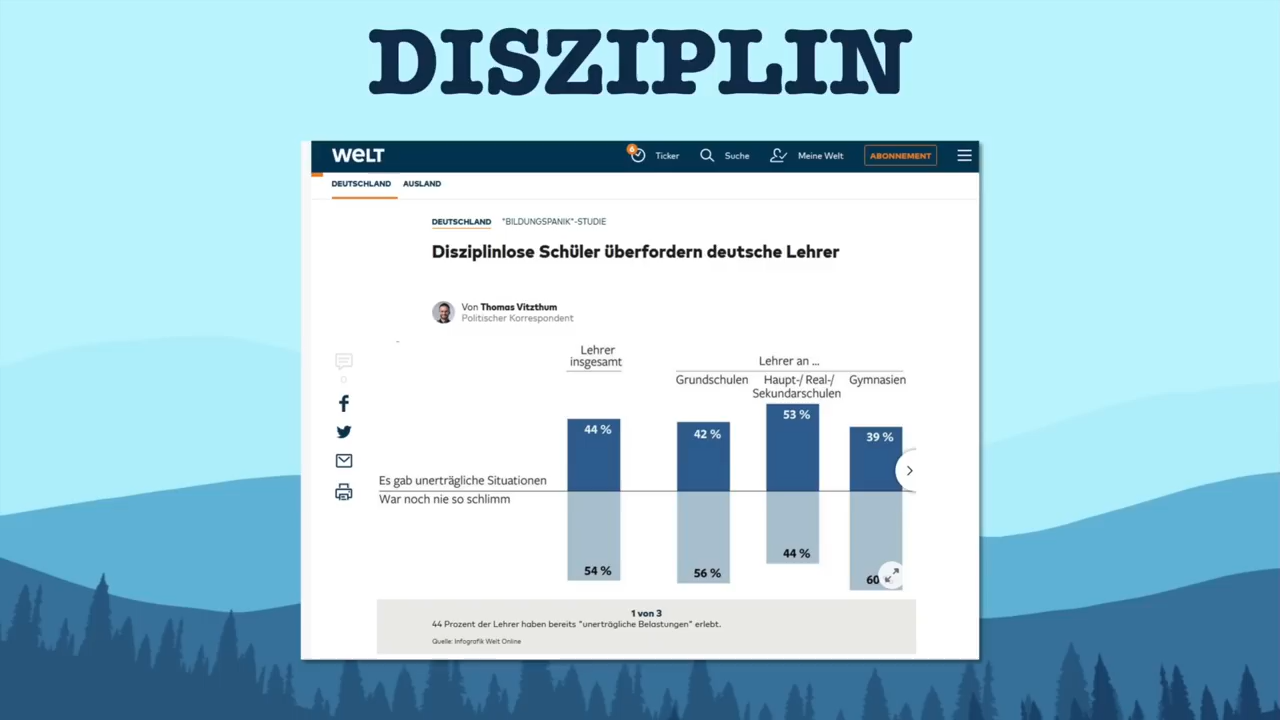 DISZIPLIN
WELT
6
Ticker
Suche
Meine Welt
ABONNEMENT
DEUTSCHLAND AUSLAND
DEUTSCHLAND "BILDUNGSPANIK"-STUDIE
Disziplinlose Schüler überfordern deutsche Lehrer
Von Thomas Vitzthum
Politischer Korrespondent
0
Lehrer
insgesamt
Lehrer an ...
Grundschulen
Haupt-/ Real-/
Sekundarschulen
Gymnasien
44 %
42 %
53 %
39 %
Es gab unerträgliche Situationen
War noch nie so schlimm
54 %
56 %
44 %
60
1 von 3
44 Prozent der Lehrer haben bereits "unerträgliche Belastungen" erlebt.
Quelle: Infografik Welt Online